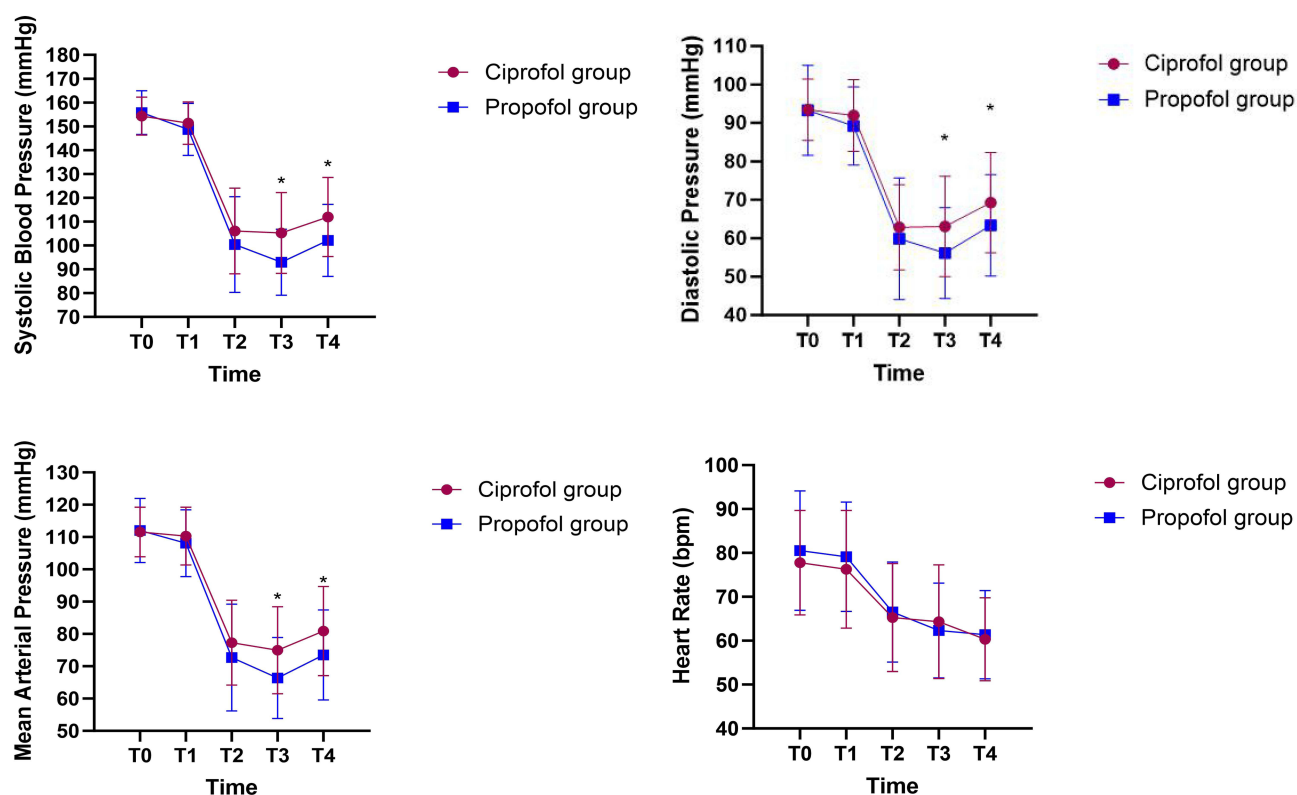 Systolic Blood Pressure (mmHg)
180
170
160
150
140
130
120
110
100
90
80
70
*
*
T0 T1 T2 T3 T4
Time
Ciprofol group
Propofol group
Diastolic Pressure (mmHg)
110
100
90
80
70
60
50
40
*
*
T0 T1 T2 T3 T4
Time
Ciprofol group
Propofol group
Mean Arterial Pressure (mmHg)
130
120
110
100
90
80
70
60
50
*
*
T0 T1 T2 T3 T4
Time
Ciprofol group
Propofol group
Heart Rate (bpm)
100
90
80
70
60
50
40
T0 T1 T2 T3 T4
Time
Ciprofol group
Propofol group